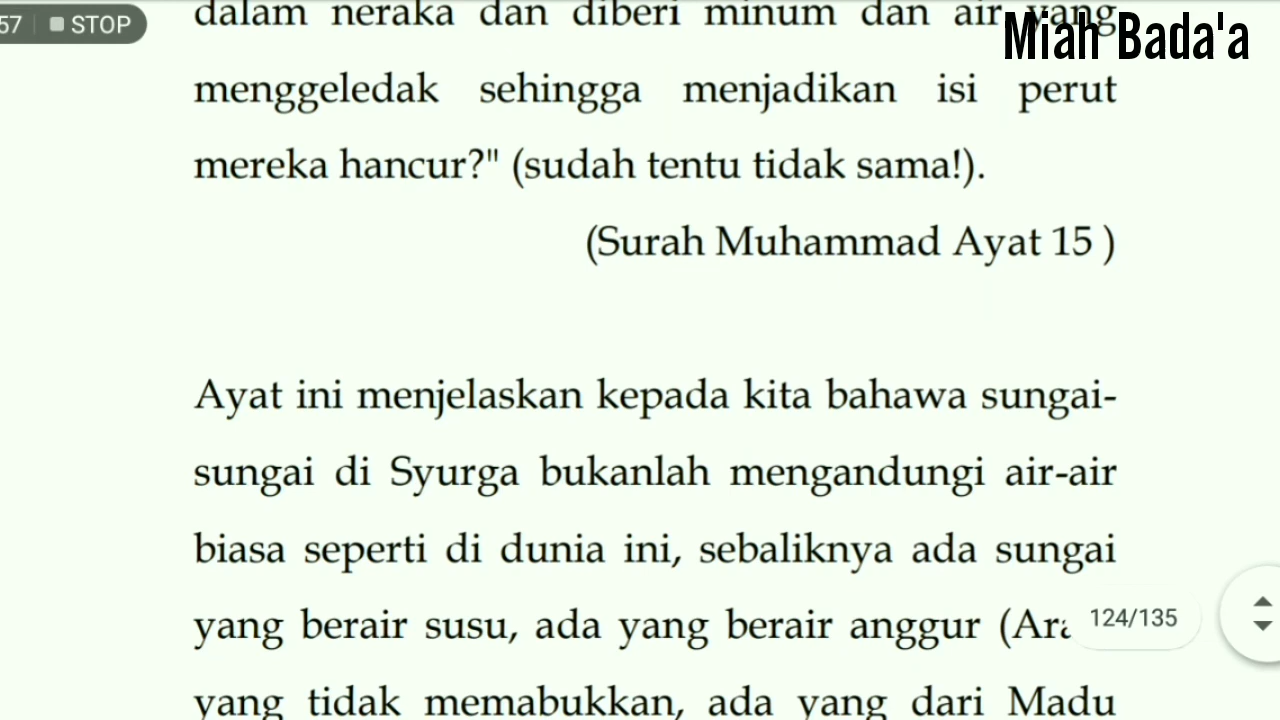 57 STOP
Miah Bada'a
dalam neraka dan diberi minum dan air yang
menggeledak sehingga menjadikan isi perut
mereka hancur?" (sudah tentu tidak sama!).
(Surah Muhammad Ayat 15 )
Ayat ini menjelaskan kepada kita bahawa sungai-
sungai di Syurga bukanlah mengandungi air-air
biasa seperti di dunia ini, sebaliknya ada sungai
yang berair susu, ada yang berair anggur (
124/135
yang tidak memabukkan, ada yang dari Madu